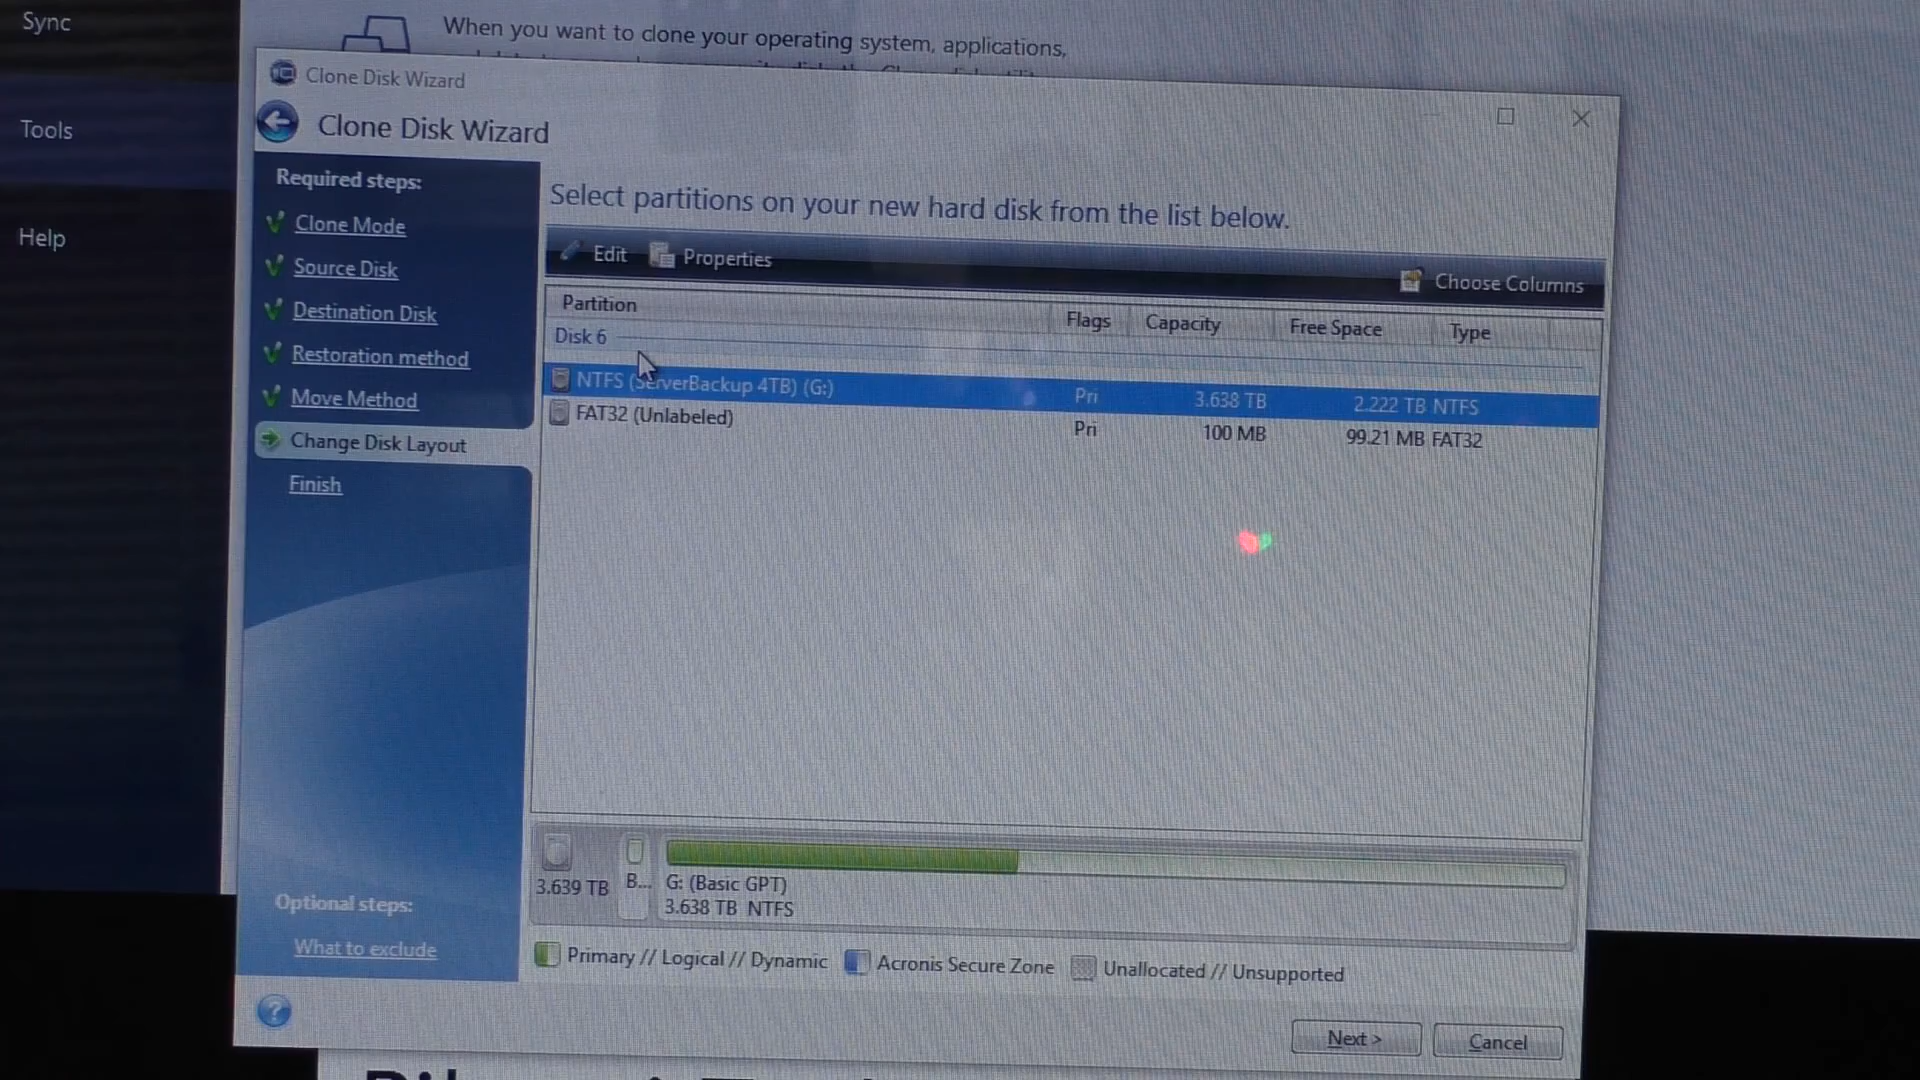 Sync
Tools
Help
When you want to clone your operating system, applications,
Clone Disk Wizard
Clone Disk Wizard
Required steps:
Clone Mode
Source Disk
Destination Disk
Restoration method
Move Method
Change Disk Layout
Finish
Optional steps:
What to exclude
Select partitions on your new hard disk from the list below.
Edit Properties Choose Columns
Partition Flags Capacity Free Space Type
Disk 6
NTFS (ServerBackup 4TB) (G:) Pri 3.638 TB 2.222 TB NTFS
FAT32 (Unlabeled) Pri 100 MB 99.21 MB FAT32
3.639 TB
B...
G: (Basic GPT)
3.638 TB NTFS
Primary // Logical // Dynamic Acronis Secure Zone Unallocated // Unsupported
Next > Cancel